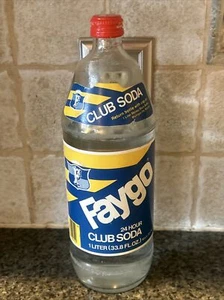 CLUB SODA
Faygo
24 HOUR
CLUB SODA
1 LITER (33.8 FL.OZ.)